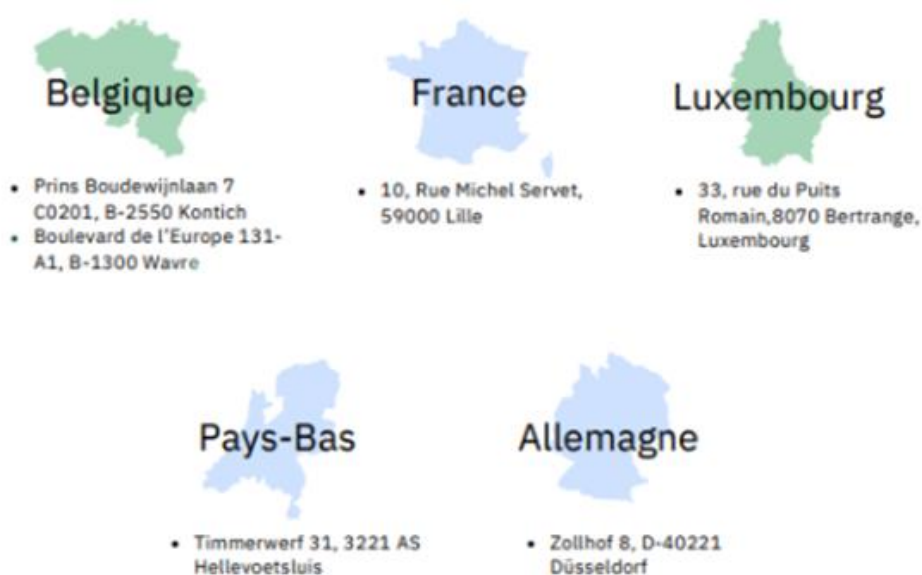 Belgique
• Prins Boudewijnlaan 7
C0201, B-2550 Kontich
• Boulevard de l'Europe 131-
A1, B-1300 Wavre
France
• 10, Rue Michel Servet,
59000 Lille
Luxembourg
• 33, rue du Puits
Romain,8070 Bertrange,
Luxembourg
Pays-Bas
• Timmerwerf 31, 3221 AS
Hellevoetsluis
Allemagne
• Zollhof 8, D-40221
Düsseldorf